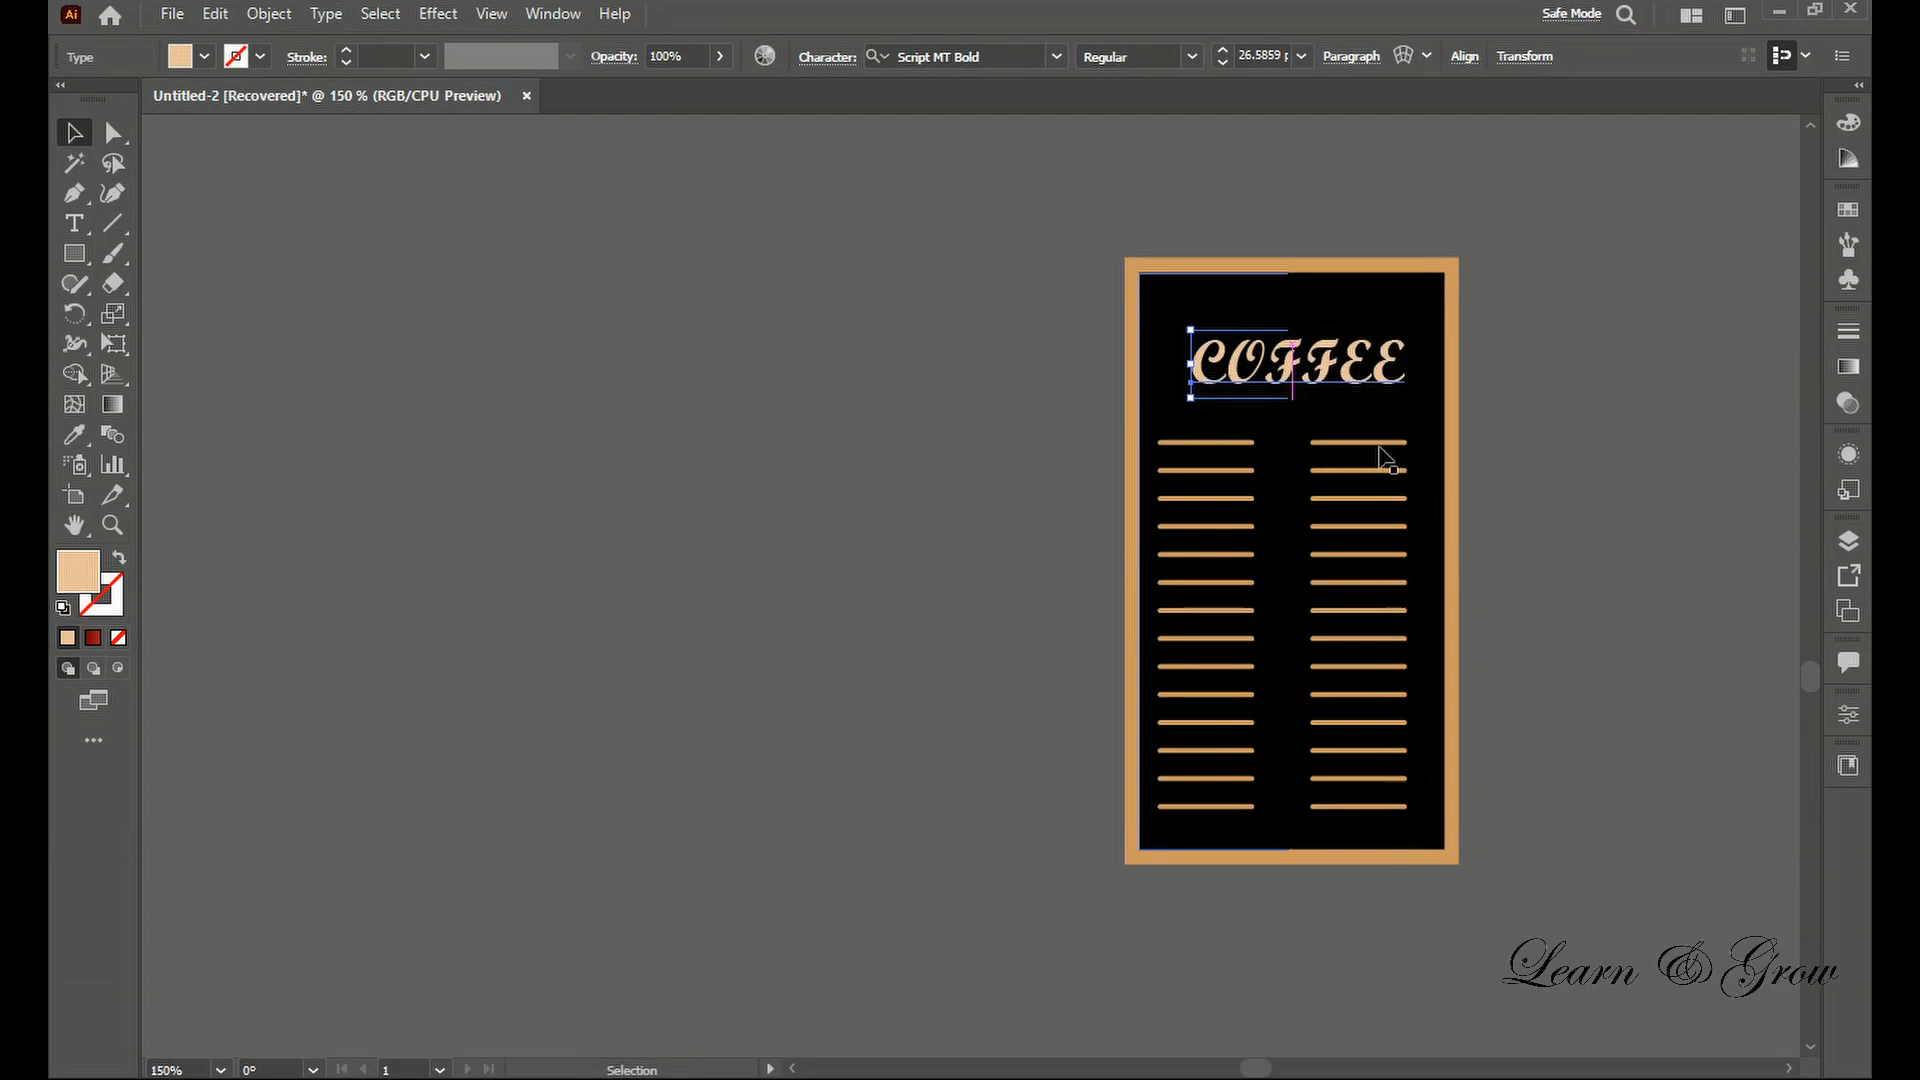 Ai File Edit Object Type Select Effect View Window Help Safe Mode
Type Stroke: Opacity: 100% Character: Script MT Bold Regular 26.5859 p Paragraph Align Transform
Untitled-2 [Recovered]* @ 150 % (RGB/CPU Preview) ×
COFFEE
Learn & Grow
150% 0° 1 Selection